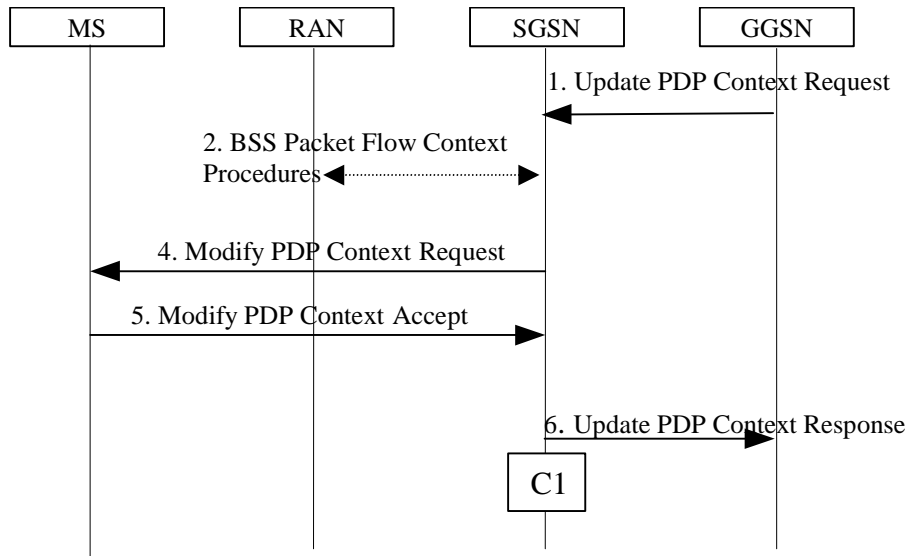 MS
RAN
SGSN
GGSN
1. Update PDP Context Request
2. BSS Packet Flow Context
Procedures
4. Modify PDP Context Request
5. Modify PDP Context Accept
6. Update PDP Context Response
C1